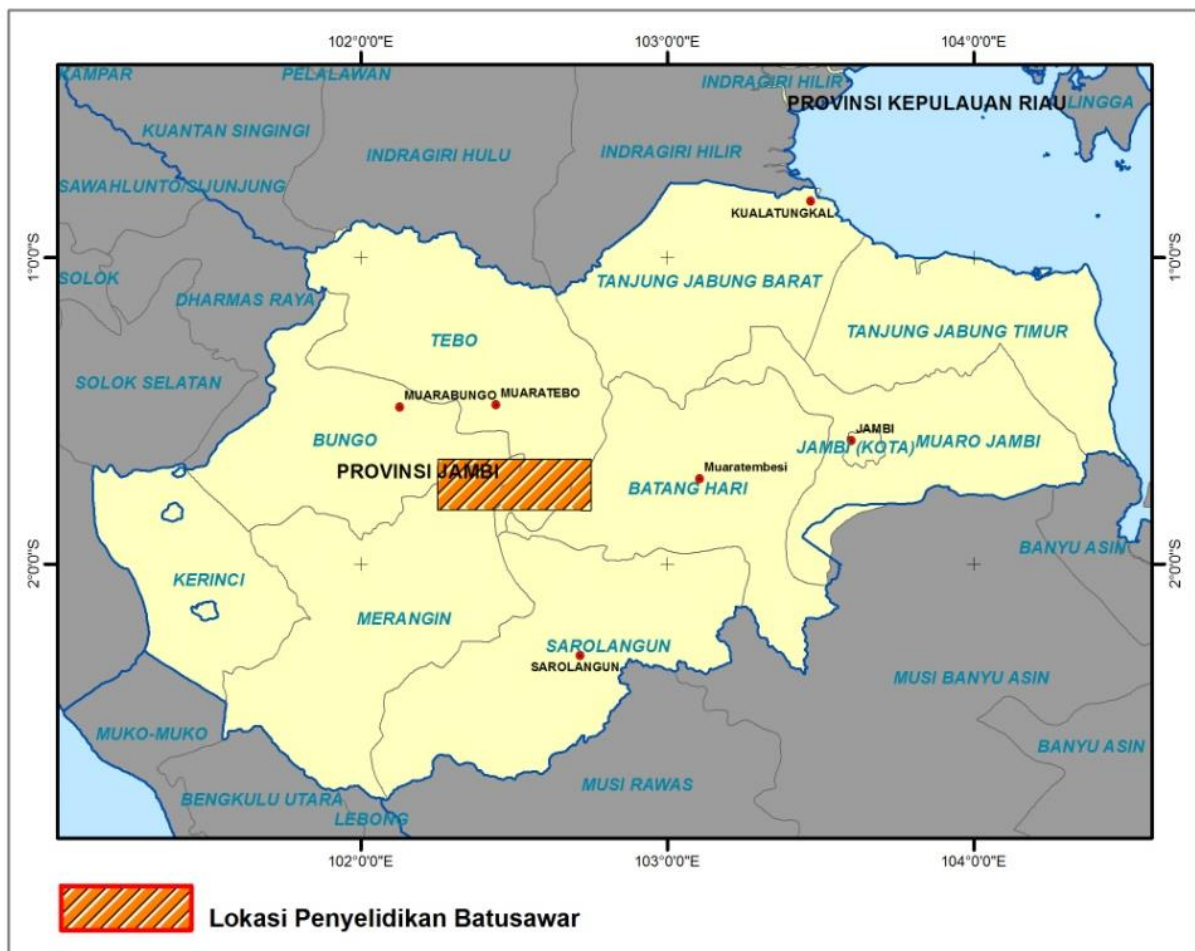 102°0'0"E
103°0'0"E
104°0'0"E
KAMPAR
PELALAWAN
INDRAGIRI HILIR
PROVINSI KEPULAUAN RIAU
LINGGA
KUANTAN SINGINGI
INDRAGIRI HULU
INDRAGIRI HILIR
SAWAHLUNTO/SIJUNJUNG
KUALATUNGKAL
1°0'0"S
1°0'0"S
SOLOK
DHARMAS RAYA
TANJUNG JABUNG BARAT
TEBO
TANJUNG JABUNG TIMUR
SOLOK SELATAN
MUARABUNGO
MUARATEBO
BUNGO
JAMBI
JAMBI (KOTA)
MUARO JAMBI
PROVINSI JAMBI
Muaratembesi
BATANG HARI
BANYU ASIN
2°0'0"S
2°0'0"S
KERINCI
MERANGIN
SAROLANGUN
SAROLANGUN
MUSI BANYU ASIN
MUKO-MUKO
BANYU ASIN
MUSI RAWAS
BENGKULU UTARA
LEBONG
102°0'0"E
103°0'0"E
104°0'0"E
Lokasi Penyelidikan Batusawar